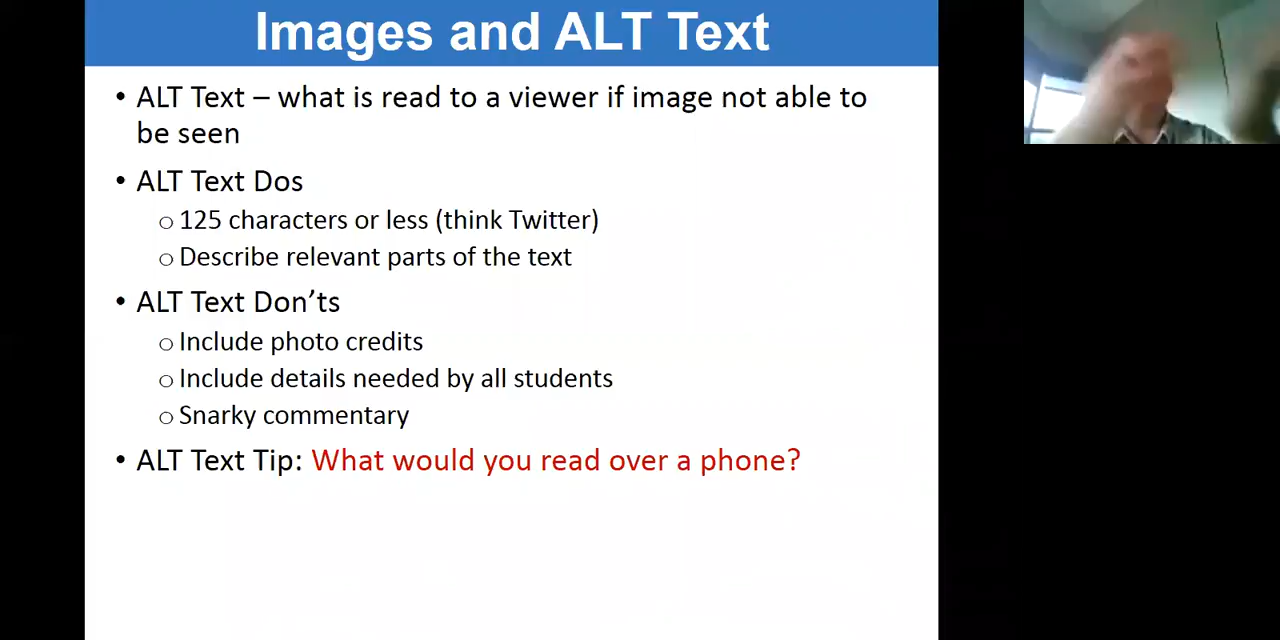 Images and ALT Text
• ALT Text – what is read to a viewer if image not able to
be seen
• ALT Text Dos
o 125 characters or less (think Twitter)
o Describe relevant parts of the text
• ALT Text Don’ts
o Include photo credits
o Include details needed by all students
o Snarky commentary
• ALT Text Tip: What would you read over a phone?